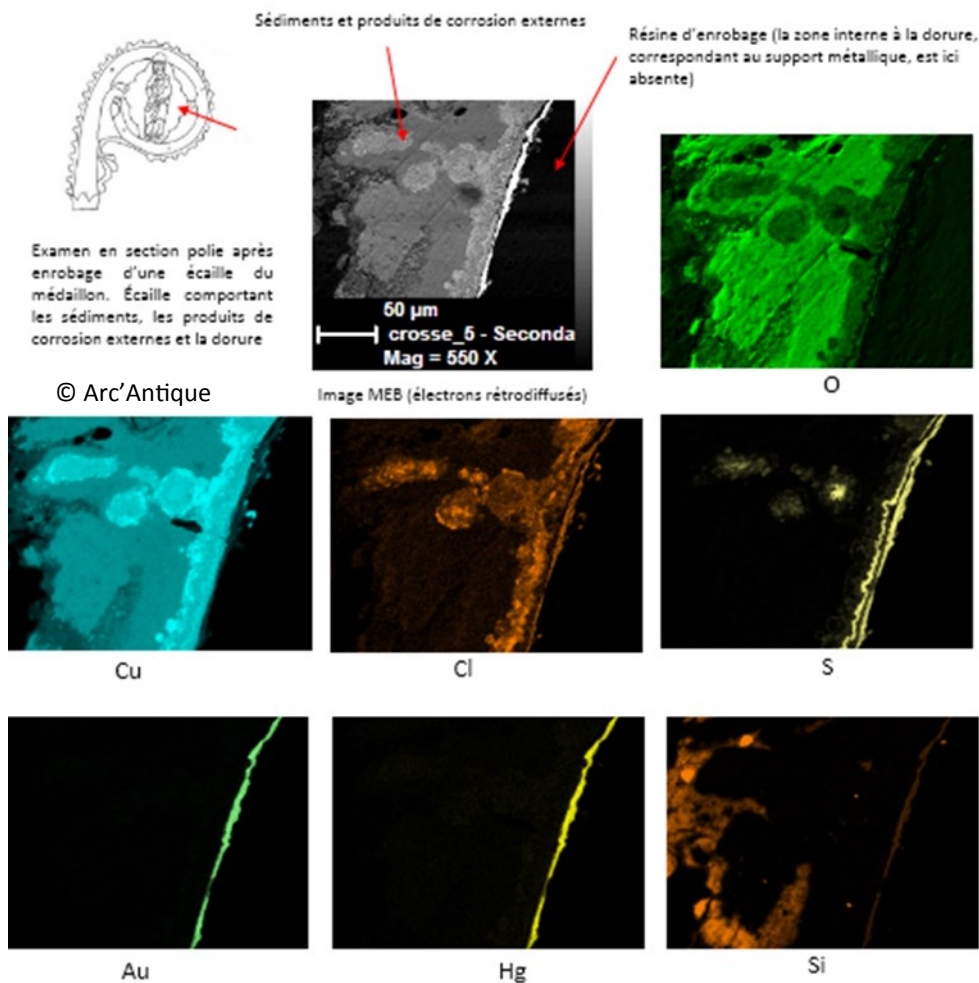 Sédiments et produits de corrosion externes
Résine d'enrobage (la zone interne à la dorure,
correspondant au support métallique, est ici
absente)
Examen en section polie après
enrobage d'une écaille du
médaillon. Écaille comportant
les sédiments, les produits de
corrosion externes et la dorure
50 µm
crosse_5 - Seconda
Mag = 550 X
© Arc'Antique
Image MEB (électrons rétrodiffusés)
O
Cu
Cl
S
Au
Hg
Si